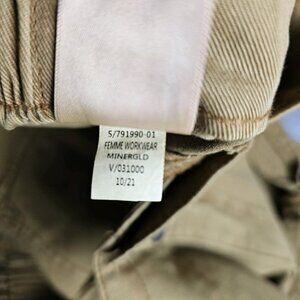 S/791990-01
FEMME WORKWEAR
MINERGLD
V/031000
10/21